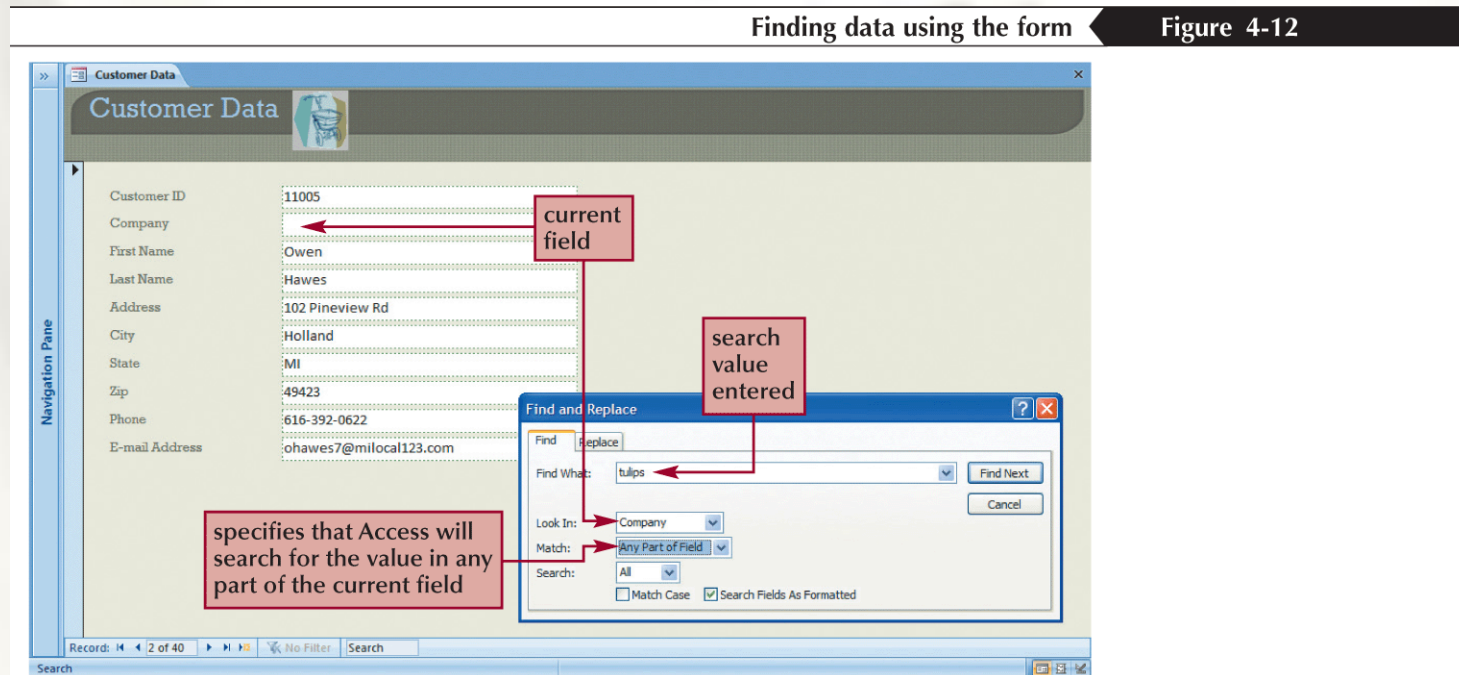 Finding data using the form
Figure 4-12
Customer Data
Customer Data
Customer ID
11005
Company
First Name
Owen
Last Name
Hawes
Address
102 Pineview Rd
City
Holland
State
MI
Zip
49423
Phone
616-392-0622
E-mail Address
ohawes7@milocal123.com
Navigation Pane
current
field
search
value
entered
specifies that Access will
search for the value in any
part of the current field
Find and Replace
Find
Replace
Find What:
tulips
Find Next
Cancel
Look In:
Company
Match:
Any Part of Field
Search:
All
Match Case
Search Fields As Formatted
Record:
2 of 40
No Filter
Search
Search